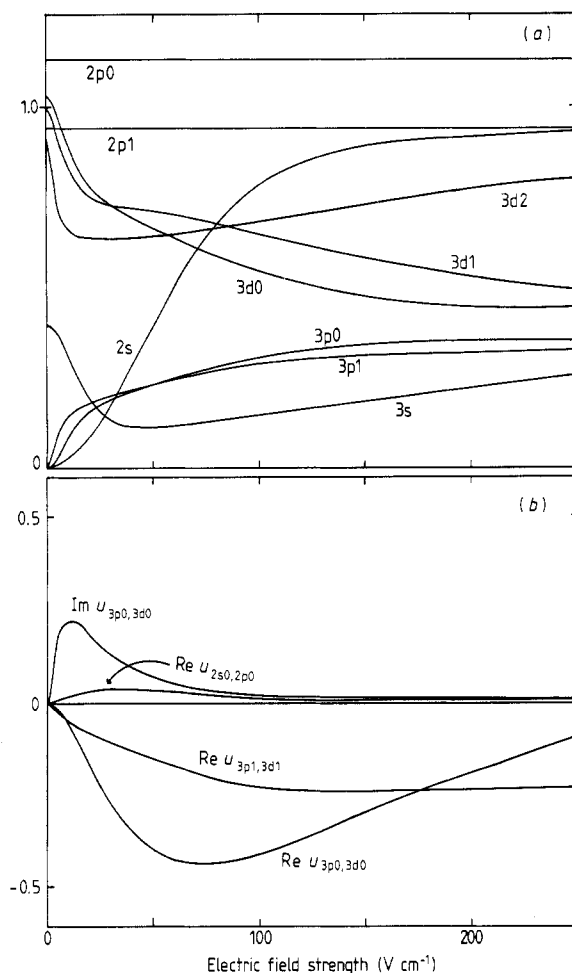 (a)
2p0
1.0
2p1
3d2
3d1
3d0
2s
3p0
3p1
3s
0
(b)
0.5
Im u3p0,3d0
Re u2s0,2p0
0
Re u3p1,3d1
Re u3p0,3d0
-0.5
0 100 200
Electric field strength (V cm⁻¹)